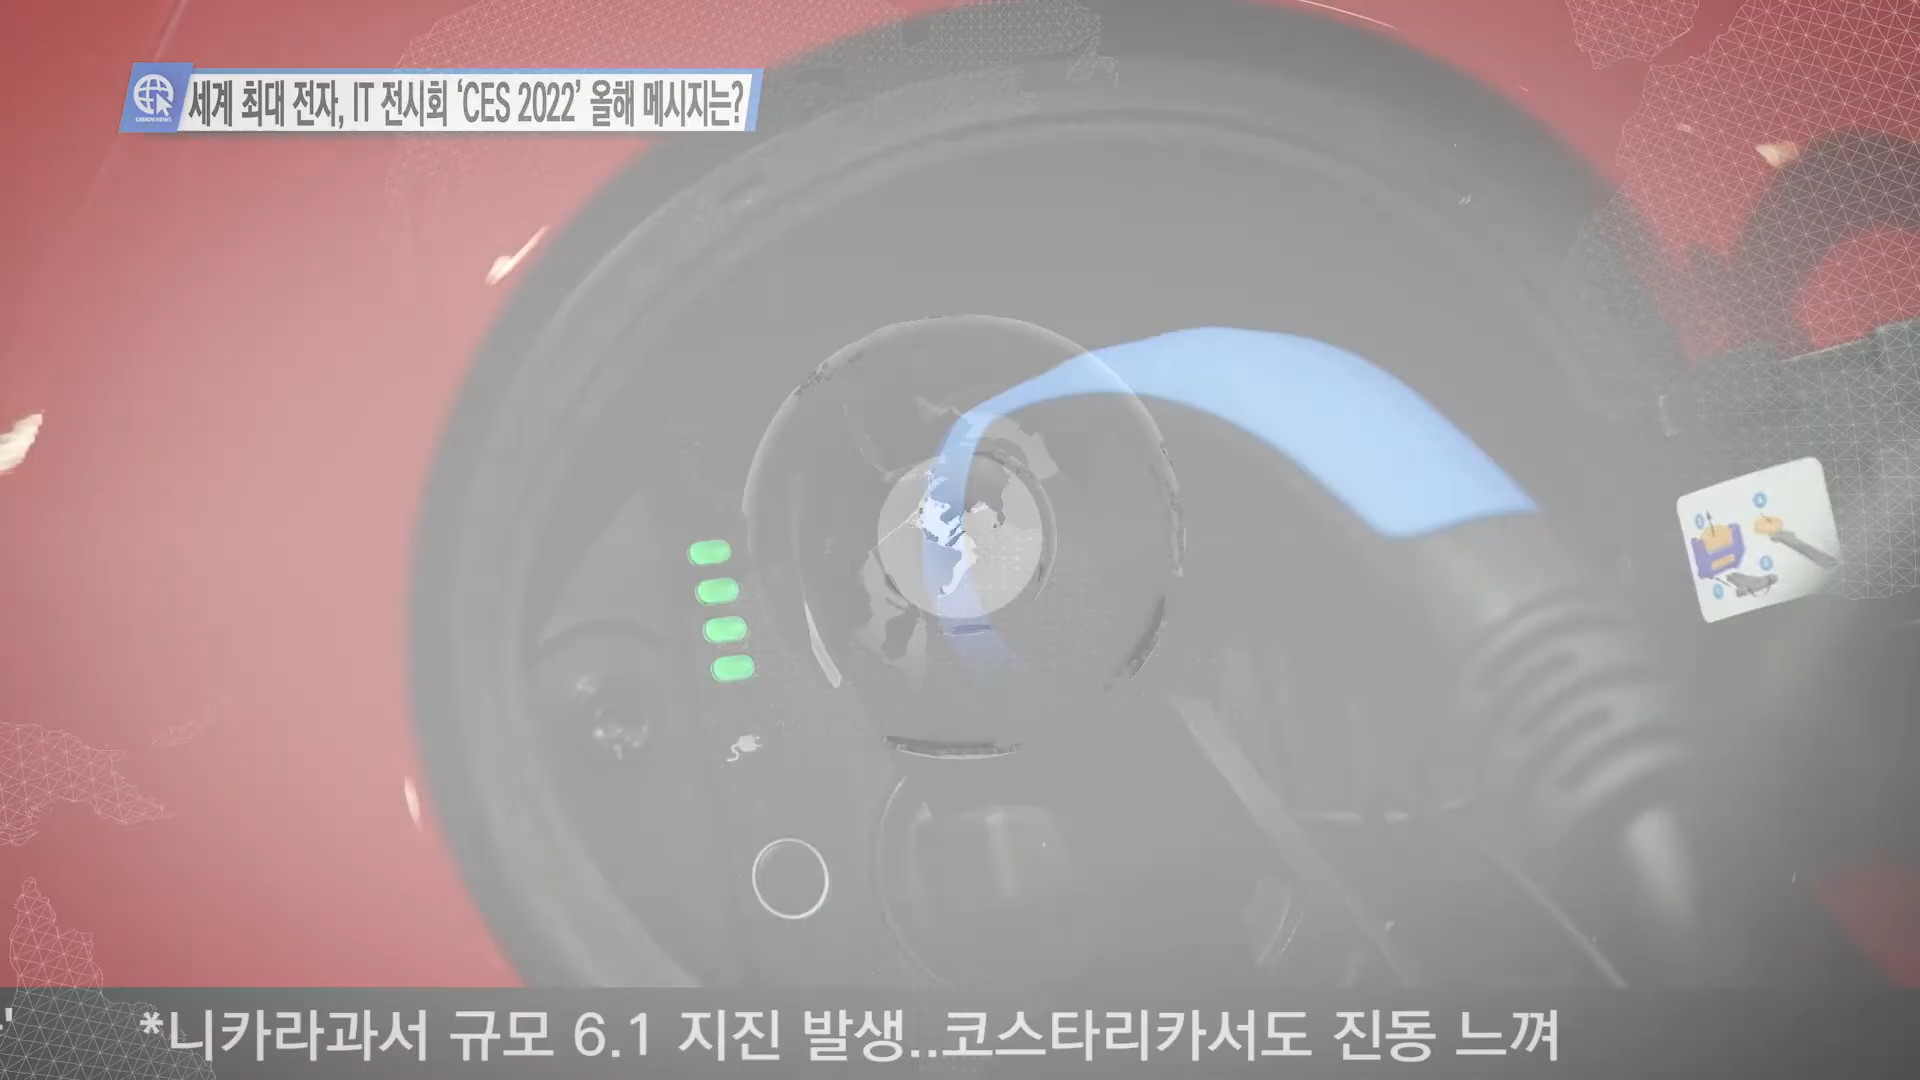 세계 최대 전자, IT 전시회 ‘CES 2022’ 올해 메시지는?
*니카라과서 규모 6.1 지진 발생..코스타리카서도 진동 느껴